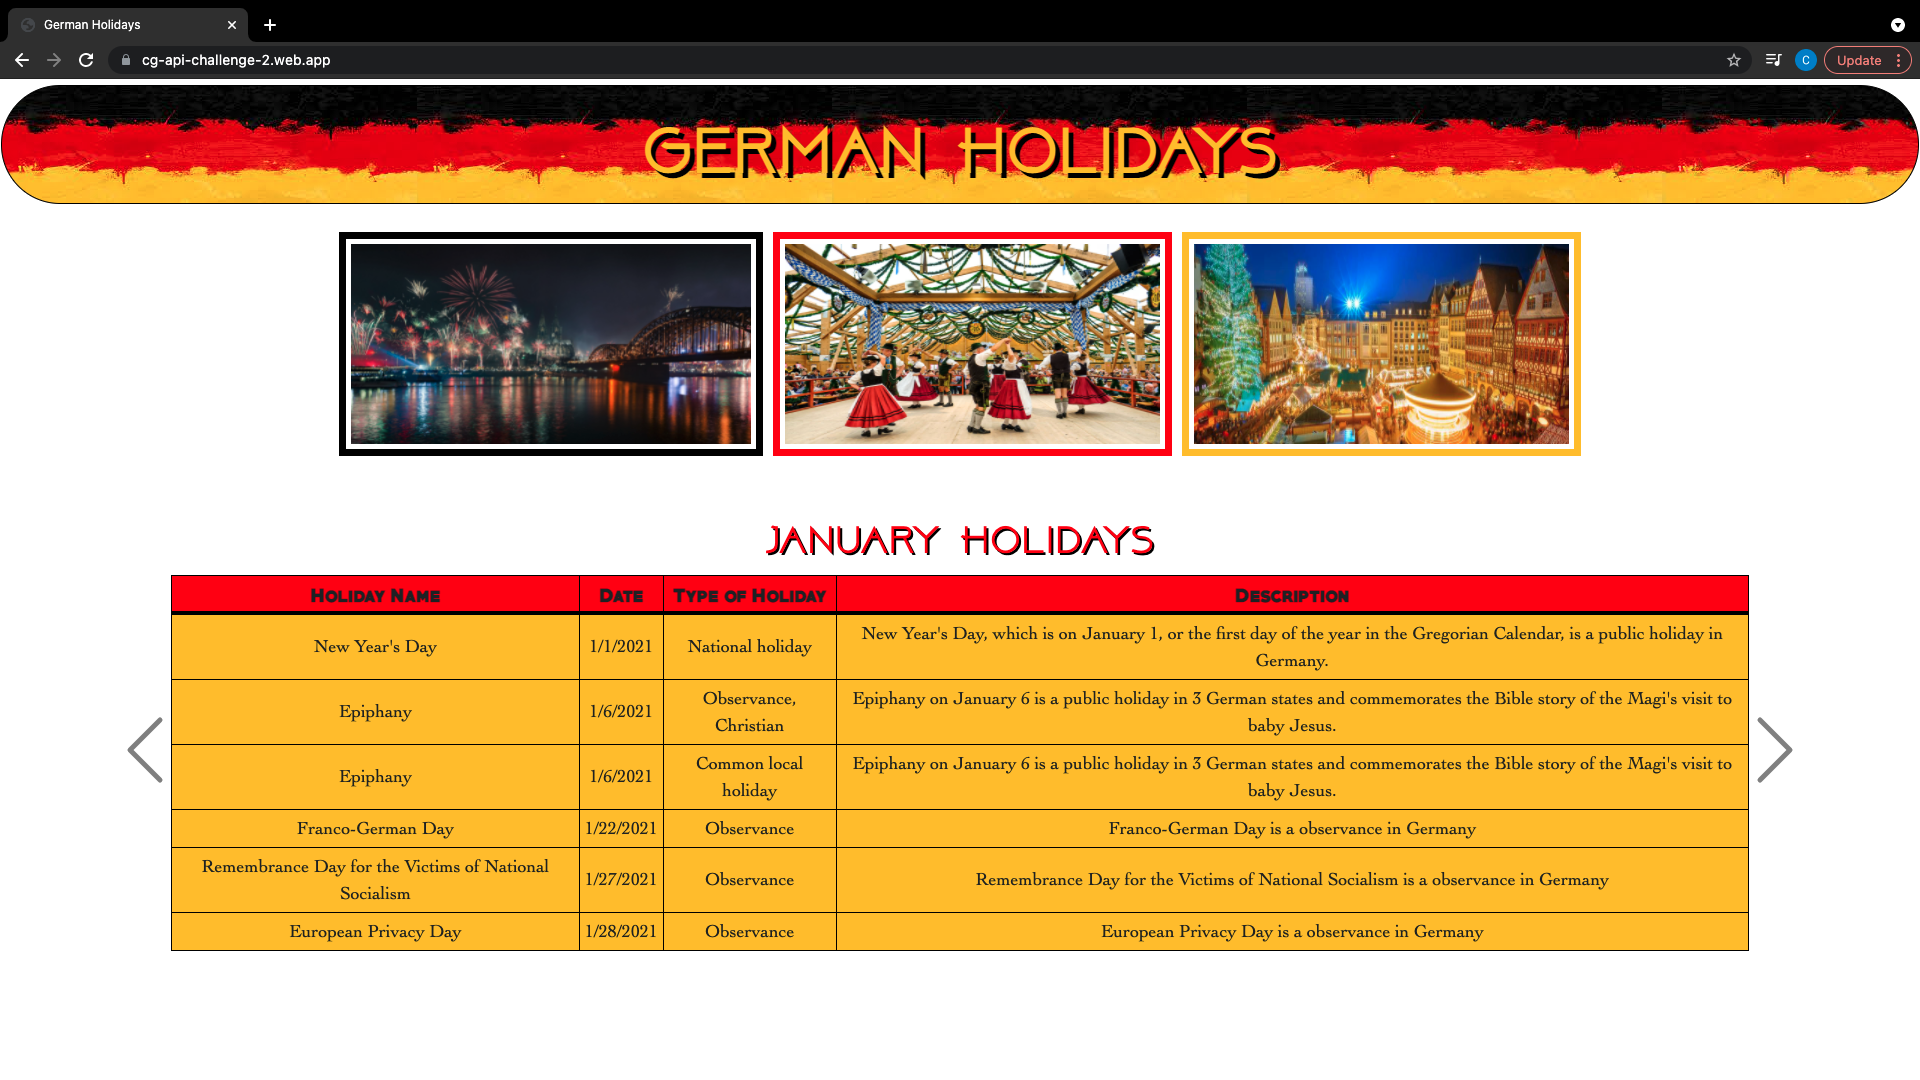 German Holidays
cg-api-challenge-2.web.app
C
Update
GERMAN HOLIDAYS
JANUARY HOLIDAYS
Holiday Name Date Type of Holiday Description
New Year's Day 1/1/2021 National holiday New Year's Day, which is on January 1, or the first day of the year in the Gregorian Calendar, is a public holiday in
Germany.
Epiphany 1/6/2021 Observance, Epiphany on January 6 is a public holiday in 3 German states and commemorates the Bible story of the Magi's visit to
Christian baby Jesus.
Epiphany 1/6/2021 Common local Epiphany on January 6 is a public holiday in 3 German states and commemorates the Bible story of the Magi's visit to
holiday baby Jesus.
Franco-German Day 1/22/2021 Observance Franco-German Day is a observance in Germany
Remembrance Day for the Victims of National 1/27/2021 Observance Remembrance Day for the Victims of National Socialism is a observance in Germany
Socialism
European Privacy Day 1/28/2021 Observance European Privacy Day is a observance in Germany